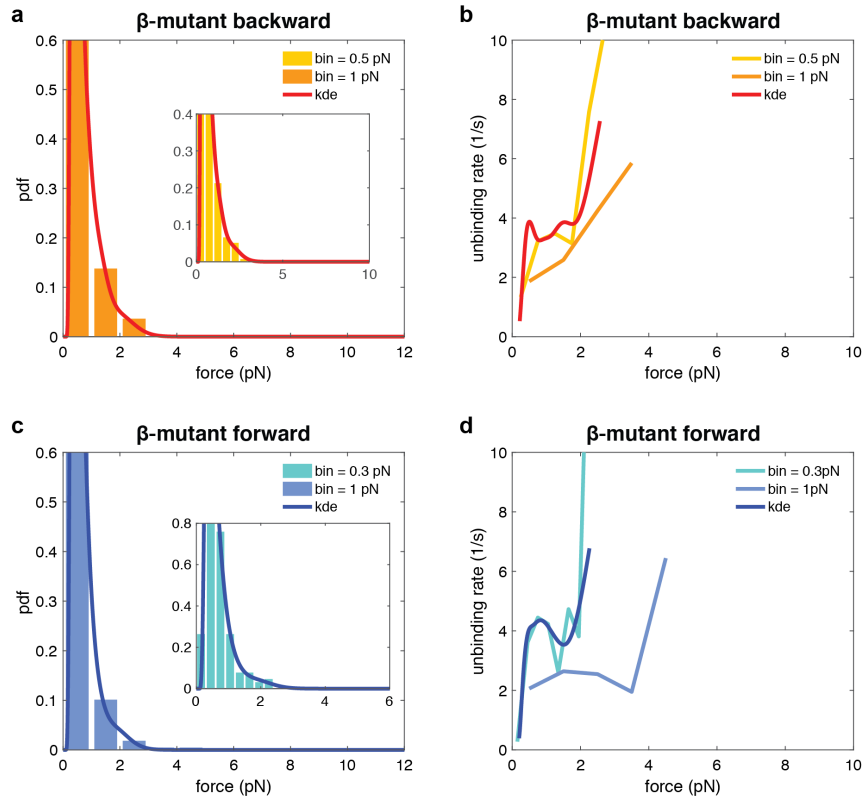 a
β-mutant backward
0.6
0.5
0.4
0.3
0.2
0.1
0
pdf
bin = 0.5 pN
bin = 1 pN
kde
0.4
0.3
0.2
0.1
0
0 5 10
0 2 4 6 8 10 12
force (pN)
b
β-mutant backward
10
8
6
4
2
0
unbinding rate (1/s)
bin = 0.5 pN
bin = 1 pN
kde
0 2 4 6 8 10
force (pN)
c
β-mutant forward
0.6
0.5
0.4
0.3
0.2
0.1
0
pdf
bin = 0.3 pN
bin = 1 pN
kde
0.8
0.6
0.4
0.2
0
0 2 4 6
0 2 4 6 8 10 12
force (pN)
d
β-mutant forward
10
8
6
4
2
0
unbinding rate (1/s)
bin = 0.3pN
bin = 1pN
kde
0 2 4 6 8 10
force (pN)